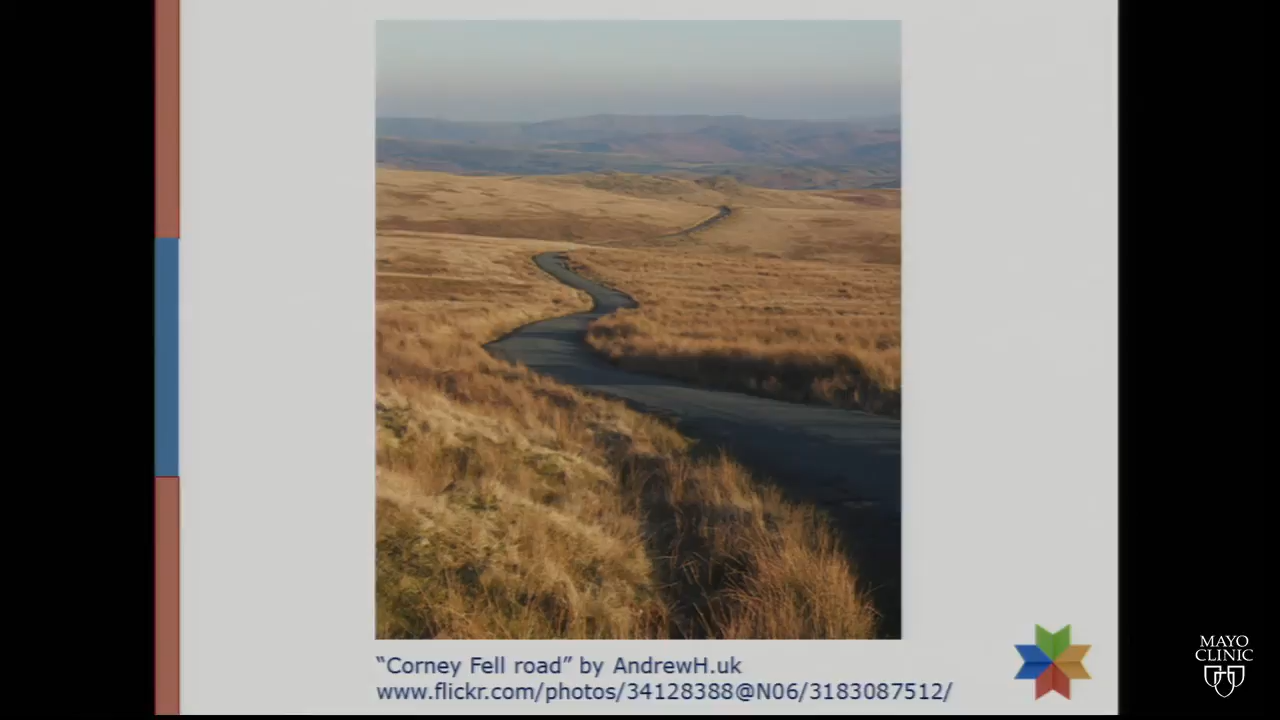 “Corney Fell road” by AndrewH.uk
www.flickr.com/photos/34128388@N06/3183087512/
MAYO
CLINIC